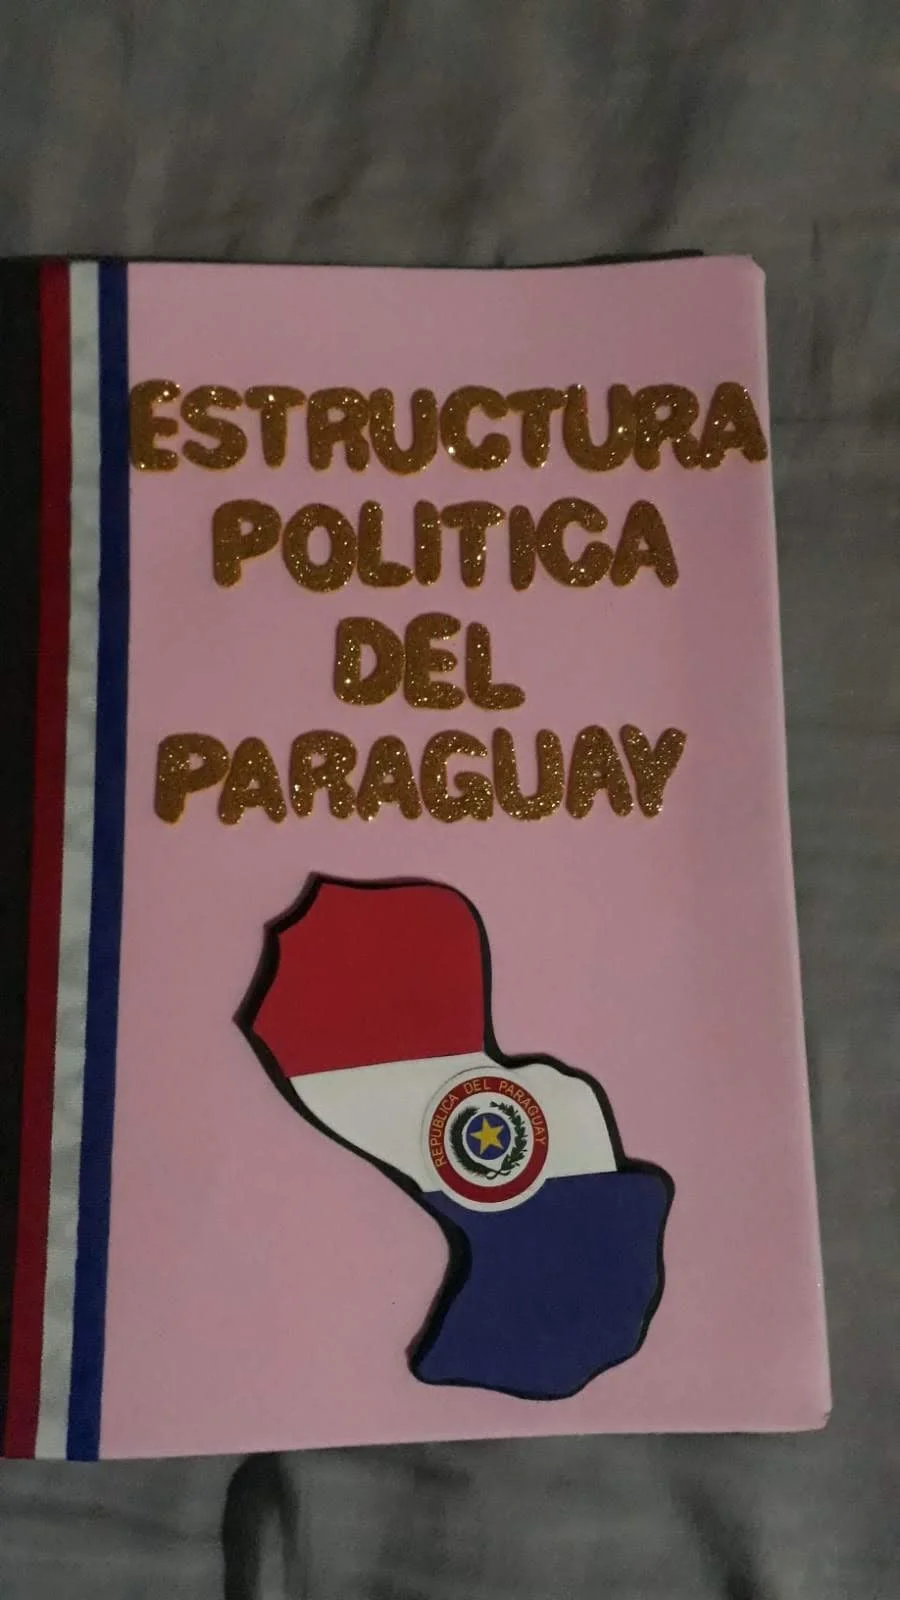 ESTRUCTURA
POLITICA
DEL
PARAGUAY
REPUBLICA DEL PARAGUAY